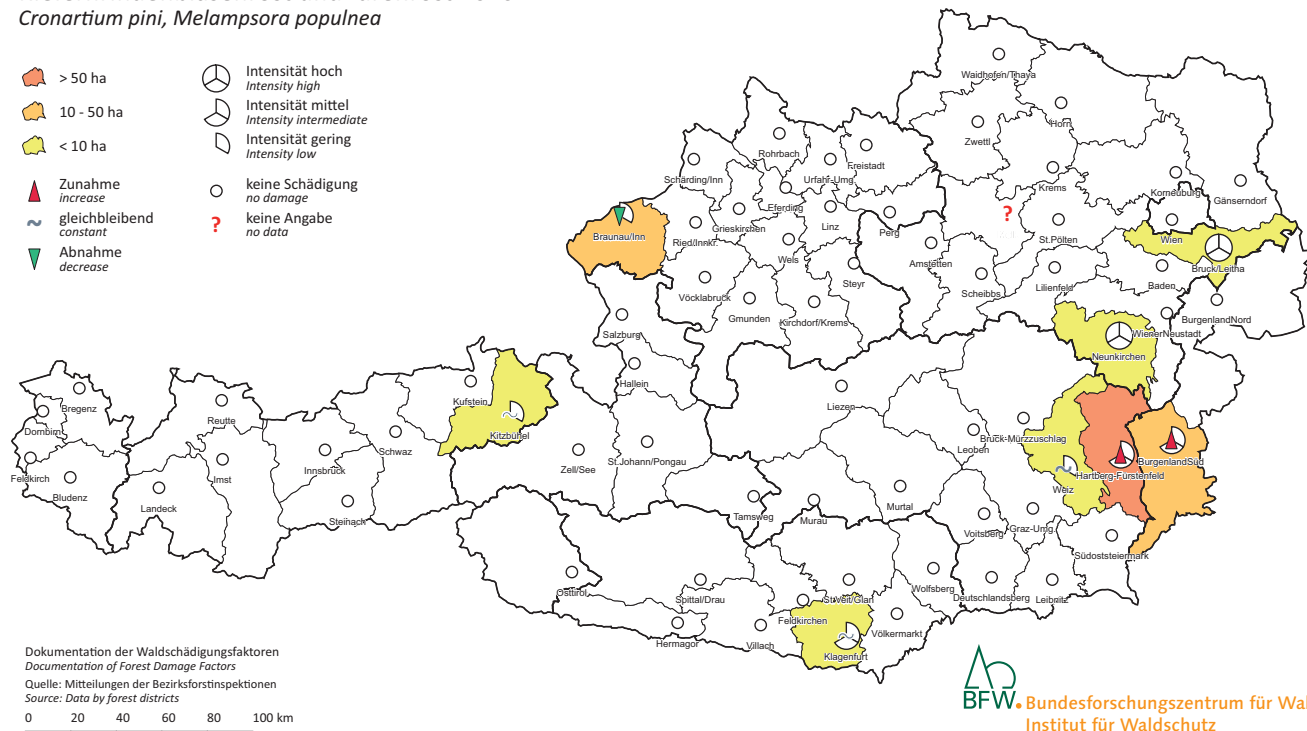 Cronartium pini, Melampsora populnea
> 50 ha
10 - 50 ha
< 10 ha
Zunahme
increase
gleichbleibend
constant
Abnahme
decrease
Intensität hoch
Intensity high
Intensität mittel
Intensity intermediate
Intensität gering
Intensity low
keine Schädigung
no damage
?
keine Angabe
no data
Waidhofen/Thaya
Horn
Zwettl
Rohrbach
Freistadt
Schärding/Inn
Urfahr-Umg.
Krems
Korneuburg
Gänserndorf
Eferding
Grieskirchen
Linz
Perg
?
St.Pölten
Wien
Braunau/Inn
Ried/Innkr.
Wels
Amstetten
Bruck/Leitha
Steyr
Scheibbs
Lilienfeld
Baden
Vöcklabruck
Gmunden
Kirchdorf/Krems
BurgenlandNord
Salzburg
WienerNeustadt
Neunkirchen
Hallein
Kufstein
Liezen
Bregenz
Reutte
Dornbirn
Kitzbühel
Bruck-Mürzzuschlag
Leoben
Schwaz
Innsbruck
Zell/See
St.Johann/Pongau
BurgenlandSüd
Hartberg-Fürstenfeld
Feldkirch
Bludenz
Imst
Weiz
Landeck
Steinach
Tamsweg
Murau
Murtal
Voitsberg
Graz-Umg.
Südoststeiermark
Osttirol
Spittal/Drau
St.Veit/Glan
Wolfsberg
Deutschlandsberg
Leibnitz
Feldkirchen
Hermagor
Villach
Klagenfurt
Völkermarkt
Dokumentation der Waldschädigungsfaktoren
Documentation of Forest Damage Factors
Quelle: Mitteilungen der Bezirksforstinspektionen
Source: Data by forest districts
0 20 40 60 80 100 km
BFW
Bundesforschungszentrum für Wal
Institut für Waldschutz